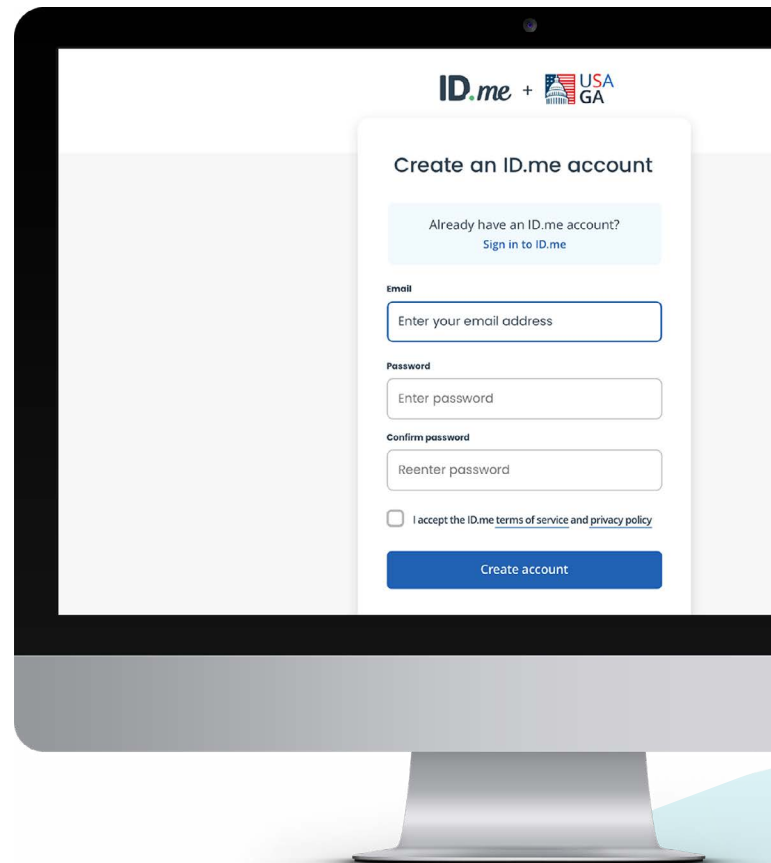 ID.me + USA
GA
Create an ID.me account
Already have an ID.me account?
Sign in to ID.me
Email
Enter your email address
Password
Enter password
Confirm password
Reenter password
I accept the ID.me terms of service and privacy policy
Create account